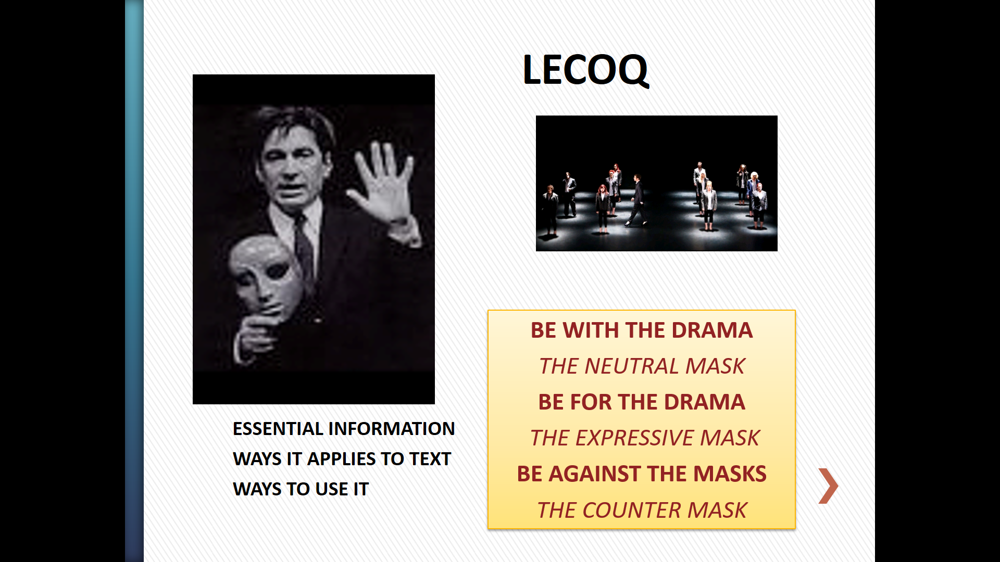 LECOQ
ESSENTIAL INFORMATION
WAYS IT APPLIES TO TEXT
WAYS TO USE IT
BE WITH THE DRAMA
THE NEUTRAL MASK
BE FOR THE DRAMA
THE EXPRESSIVE MASK
BE AGAINST THE MASKS
THE COUNTER MASK